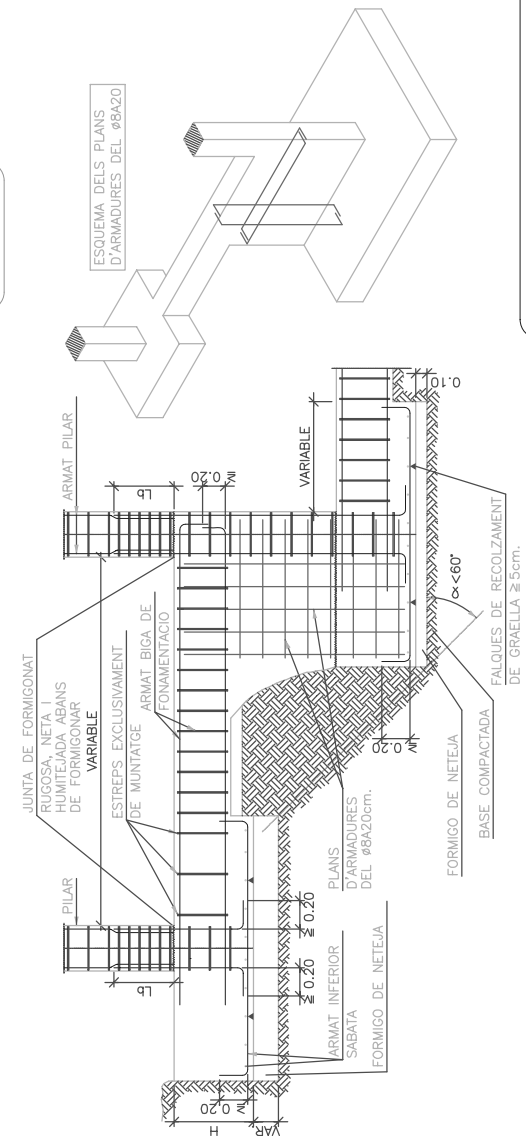 JUNTA DE FORMIGONAT
RUGOSA, NETA I
HUMITEJADA ABANS
DE FORMIGONAR
VARIABLE
PILAR
ARMAT PILAR
ESTREPS EXCLUSIVAMENT
DE MUNTATGE
ARMAT BIGA DE
FONAMENTACIO
Lb
Lb
≥ 0.20
VARIABLE
0.10
H
VAR
≥ 0.20
≥ 0.20
≥ 0.20
≥ 0.20
α <60°
ARMAT INFERIOR
SABATA
FORMIGO DE NETEJA
PLANS
D'ARMADURES
DEL ø8A20cm.
FORMIGO DE NETEJA
BASE COMPACTADA
FALQUES DE RECOLZAMENT
DE GRAELLA ≥5cm.
ESQUEMA DELS PLANS
D'ARMADURES DEL ø8A20